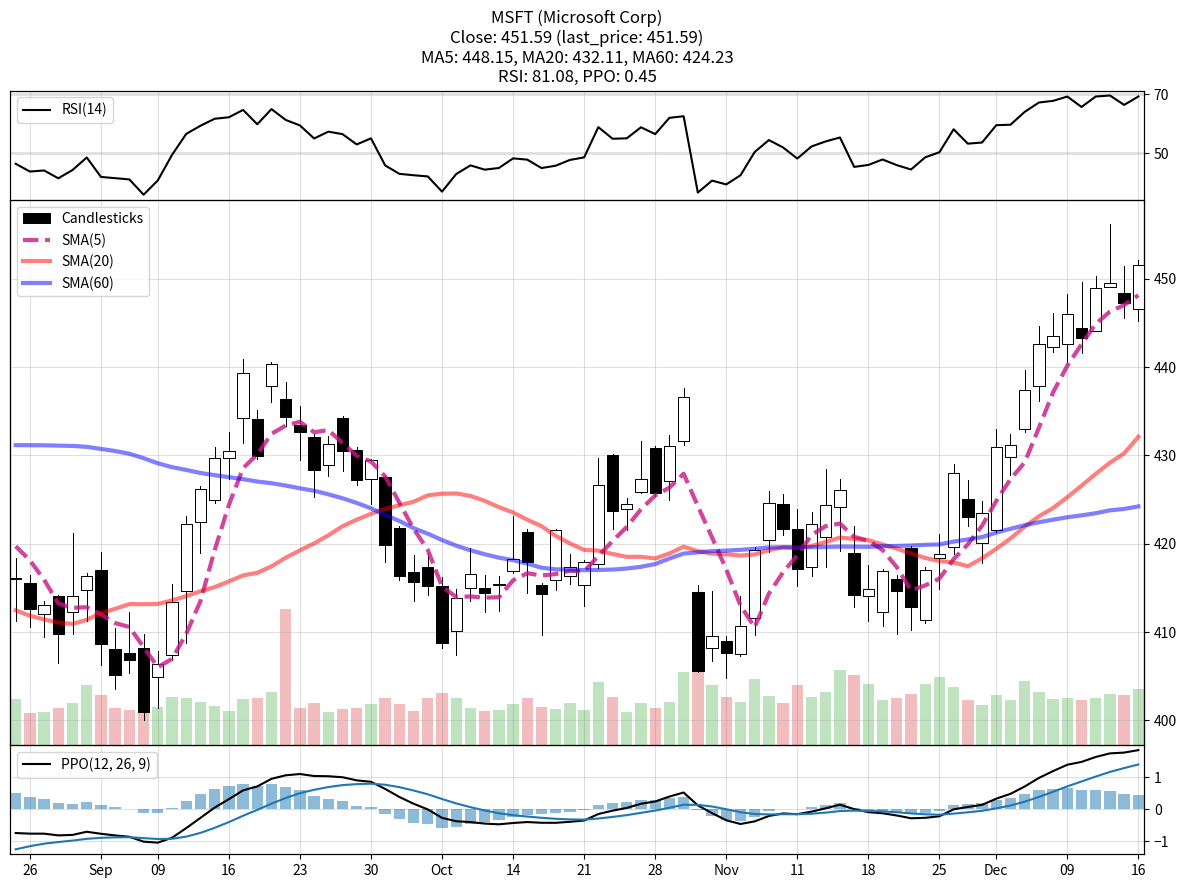 MSFT (Microsoft Corp)
Close: 451.59 (last_price: 451.59)
MA5: 448.15, MA20: 432.11, MA60: 424.23
RSI: 81.08, PPO: 0.45
RSI(14)
70
50
Candlesticks
SMA(5)
SMA(20)
SMA(60)
450
440
430
420
410
400
PPO(12, 26, 9)
1
0
−1
26 Sep 09 16 23 30 Oct 14 21 28 Nov 11 18 25 Dec 09 16